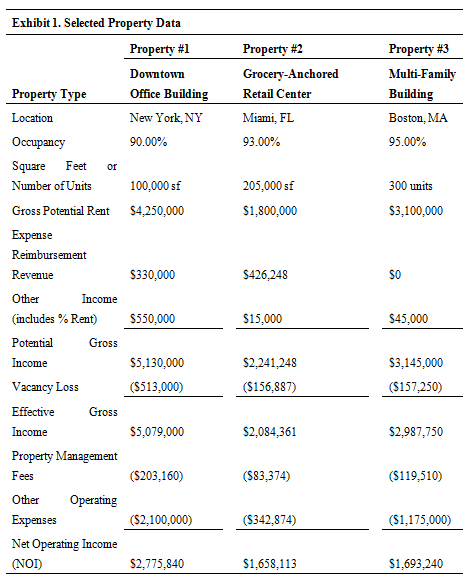 Exhibit 1. Selected Property Data
Property #1 Property #2 Property #3
Downtown Grocery-Anchored Multi-Family
Property Type Office Building Retail Center Building
Location New York, NY Miami, FL Boston, MA
Occupancy 90.00% 93.00% 95.00%
Square Feet or
Number of Units 100,000 sf 205,000 sf 300 units
Gross Potential Rent $4,250,000 $1,800,000 $3,100,000
Expense
Reimbursement
Revenue $330,000 $426,248 $0
Other Income
(includes % Rent) $550,000 $15,000 $45,000
Potential Gross
Income $5,130,000 $2,241,248 $3,145,000
Vacancy Loss ($513,000) ($156,887) ($157,250)
Effective Gross
Income $5,079,000 $2,084,361 $2,987,750
Property Management
Fees ($203,160) ($83,374) ($119,510)
Other Operating
Expenses ($2,100,000) ($342,874) ($1,175,000)
Net Operating Income
(NOI) $2,775,840 $1,658,113 $1,693,240